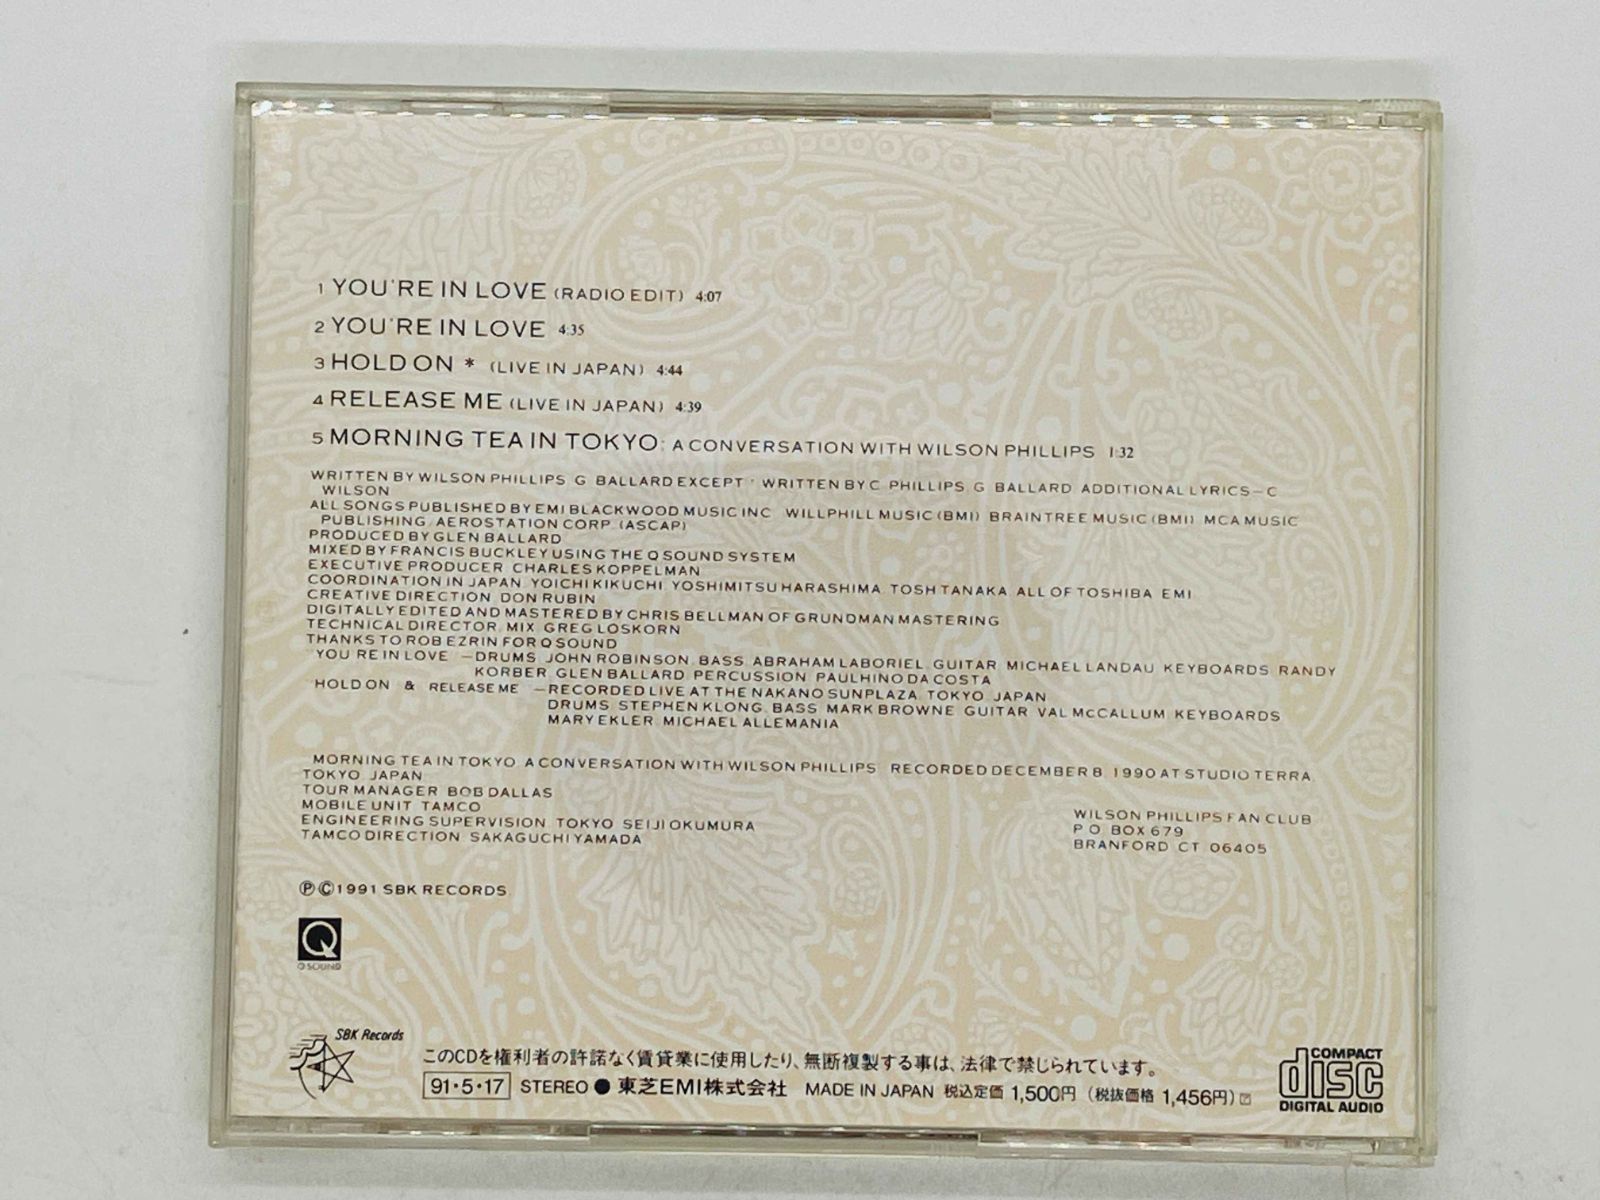 1 YOU'RE IN LOVE (RADIO EDIT) 4:07
2 YOU'RE IN LOVE 4:35
3 HOLD ON * (LIVE IN JAPAN) 4:44
4 RELEASE ME (LIVE IN JAPAN) 4:39
5 MORNING TEA IN TOKYO: A CONVERSATION WITH WILSON PHILLIPS 1:32
WRITTEN BY WILSON PHILLIPS, G. BALLARD EXCEPT * WRITTEN BY C. PHILLIPS, G. BALLARD, ADDITIONAL LYRICS–C.
WILSON
ALL SONGS PUBLISHED BY EMI BLACKWOOD MUSIC INC. WILLPHILL MUSIC (BMI) BRAINTREE MUSIC (BMI) MCA MUSIC
PUBLISHING/AEROSTATION CORP. (ASCAP)
PRODUCED BY GLEN BALLARD
MIXED BY FRANCIS BUCKLEY USING THE Q SOUND SYSTEM
EXECUTIVE PRODUCER: CHARLES KOPPELMAN
COORDINATION IN JAPAN: YOICHI KIKUCHI, YOSHIMITSU HARASHIMA, TOSH TANAKA, ALL OF TOSHIBA EMI
CREATIVE DIRECTION: DON RUBIN
DIGITALLY EDITED AND MASTERED BY CHRIS BELLMAN OF GRUNDMAN MASTERING
TECHNICAL DIRECTOR, MIX: GREG LOSKORN
THANKS TO ROB EZRIN FOR Q SOUND
"YOU'RE IN LOVE"–DRUMS: JOHN ROBINSON, BASS: ABRAHAM LABORIEL, GUITAR: MICHAEL LANDAU, KEYBOARDS: RANDY
KORBER, GLEN BALLARD, PERCUSSION: PAULHINO DA COSTA
"HOLD ON" & "RELEASE ME"–RECORDED LIVE AT THE NAKANO SUNPLAZA, TOKYO, JAPAN
DRUMS: STEPHEN KLONG, BASS: MARK BROWNE, GUITAR: VAL McCALLUM, KEYBOARDS:
MARY EKLER, MICHAEL ALLEMANIA
"MORNING TEA IN TOKYO: A CONVERSATION WITH WILSON PHILLIPS" RECORDED DECEMBER 8, 1990 AT STUDIO TERRA,
TOKYO, JAPAN
TOUR MANAGER: BOB DALLAS
MOBILE UNIT: TAMCO
ENGINEERING SUPERVISION, TOKYO: SEIJI OKUMURA
TAMCO DIRECTION: SAKAGUCHI YAMADA
WILSON PHILLIPS FAN CLUB
P.O. BOX 679
BRANFORD, CT. 06405
℗©1991 SBK RECORDS
Q
Q SOUND
SBK Records
このCDを権利者の許諾なく賃貸業に使用したり、無断複製する事は、法律で禁じられています。
91・5・17 STEREO ● 東芝EMI株式会社 MADE IN JAPAN 税込定価 1,500円 (税抜価格 1,456円)
COMPACT
disc
DIGITAL AUDIO